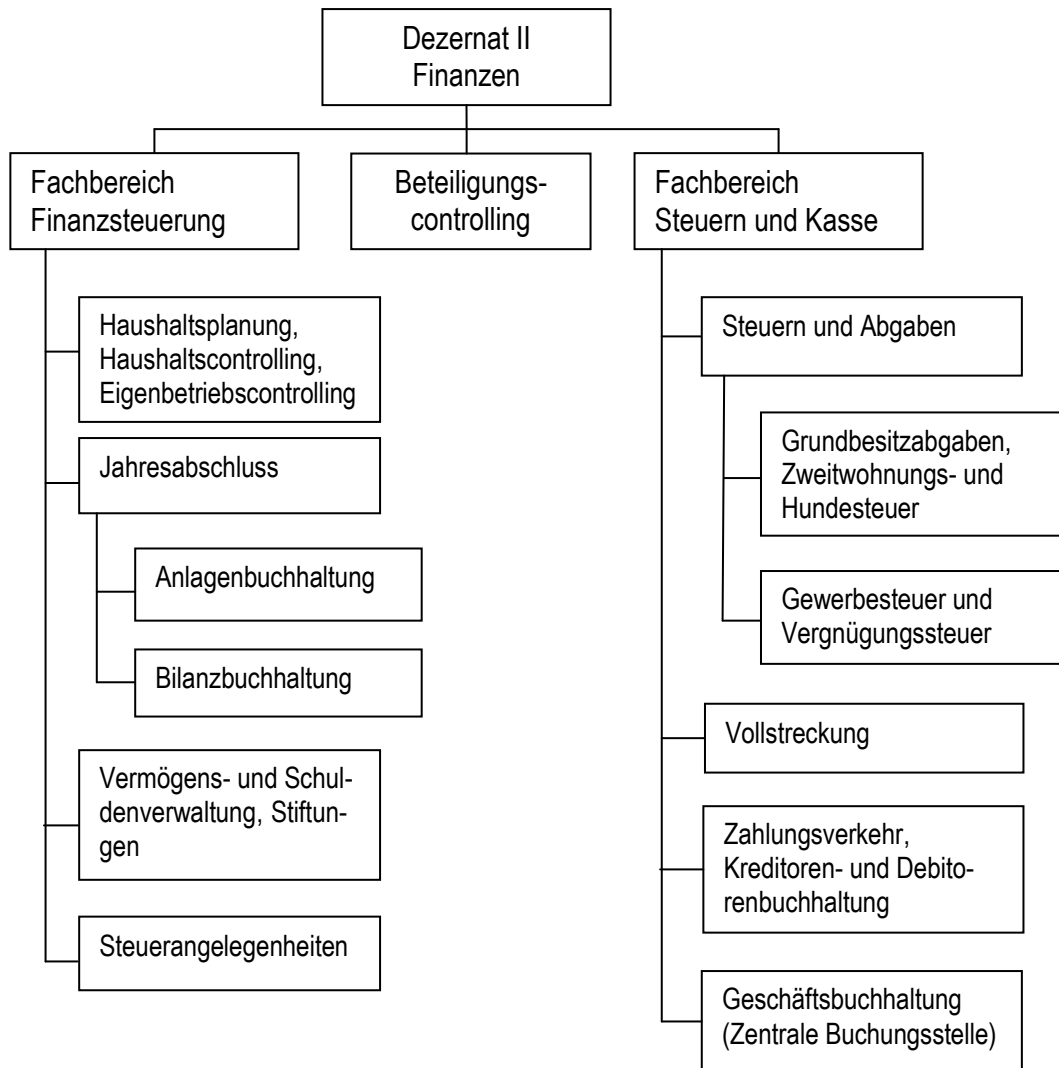 Dezernat II
Finanzen
Fachbereich
Finanzsteuerung
Beteiligungs-
controlling
Fachbereich
Steuern und Kasse
Haushaltsplanung,
Haushaltscontrolling,
Eigenbetriebscontrolling
Jahresabschluss
Anlagenbuchhaltung
Bilanzbuchhaltung
Vermögens- und Schul-
denverwaltung, Stiftun-
gen
Steuerangelegenheiten
Steuern und Abgaben
Grundbesitzabgaben,
Zweitwohnungs- und
Hundesteuer
Gewerbesteuer und
Vergnügungssteuer
Vollstreckung
Zahlungsverkehr,
Kreditoren- und Debito-
renbuchhaltung
Geschäftsbuchhaltung
(Zentrale Buchungsstelle)